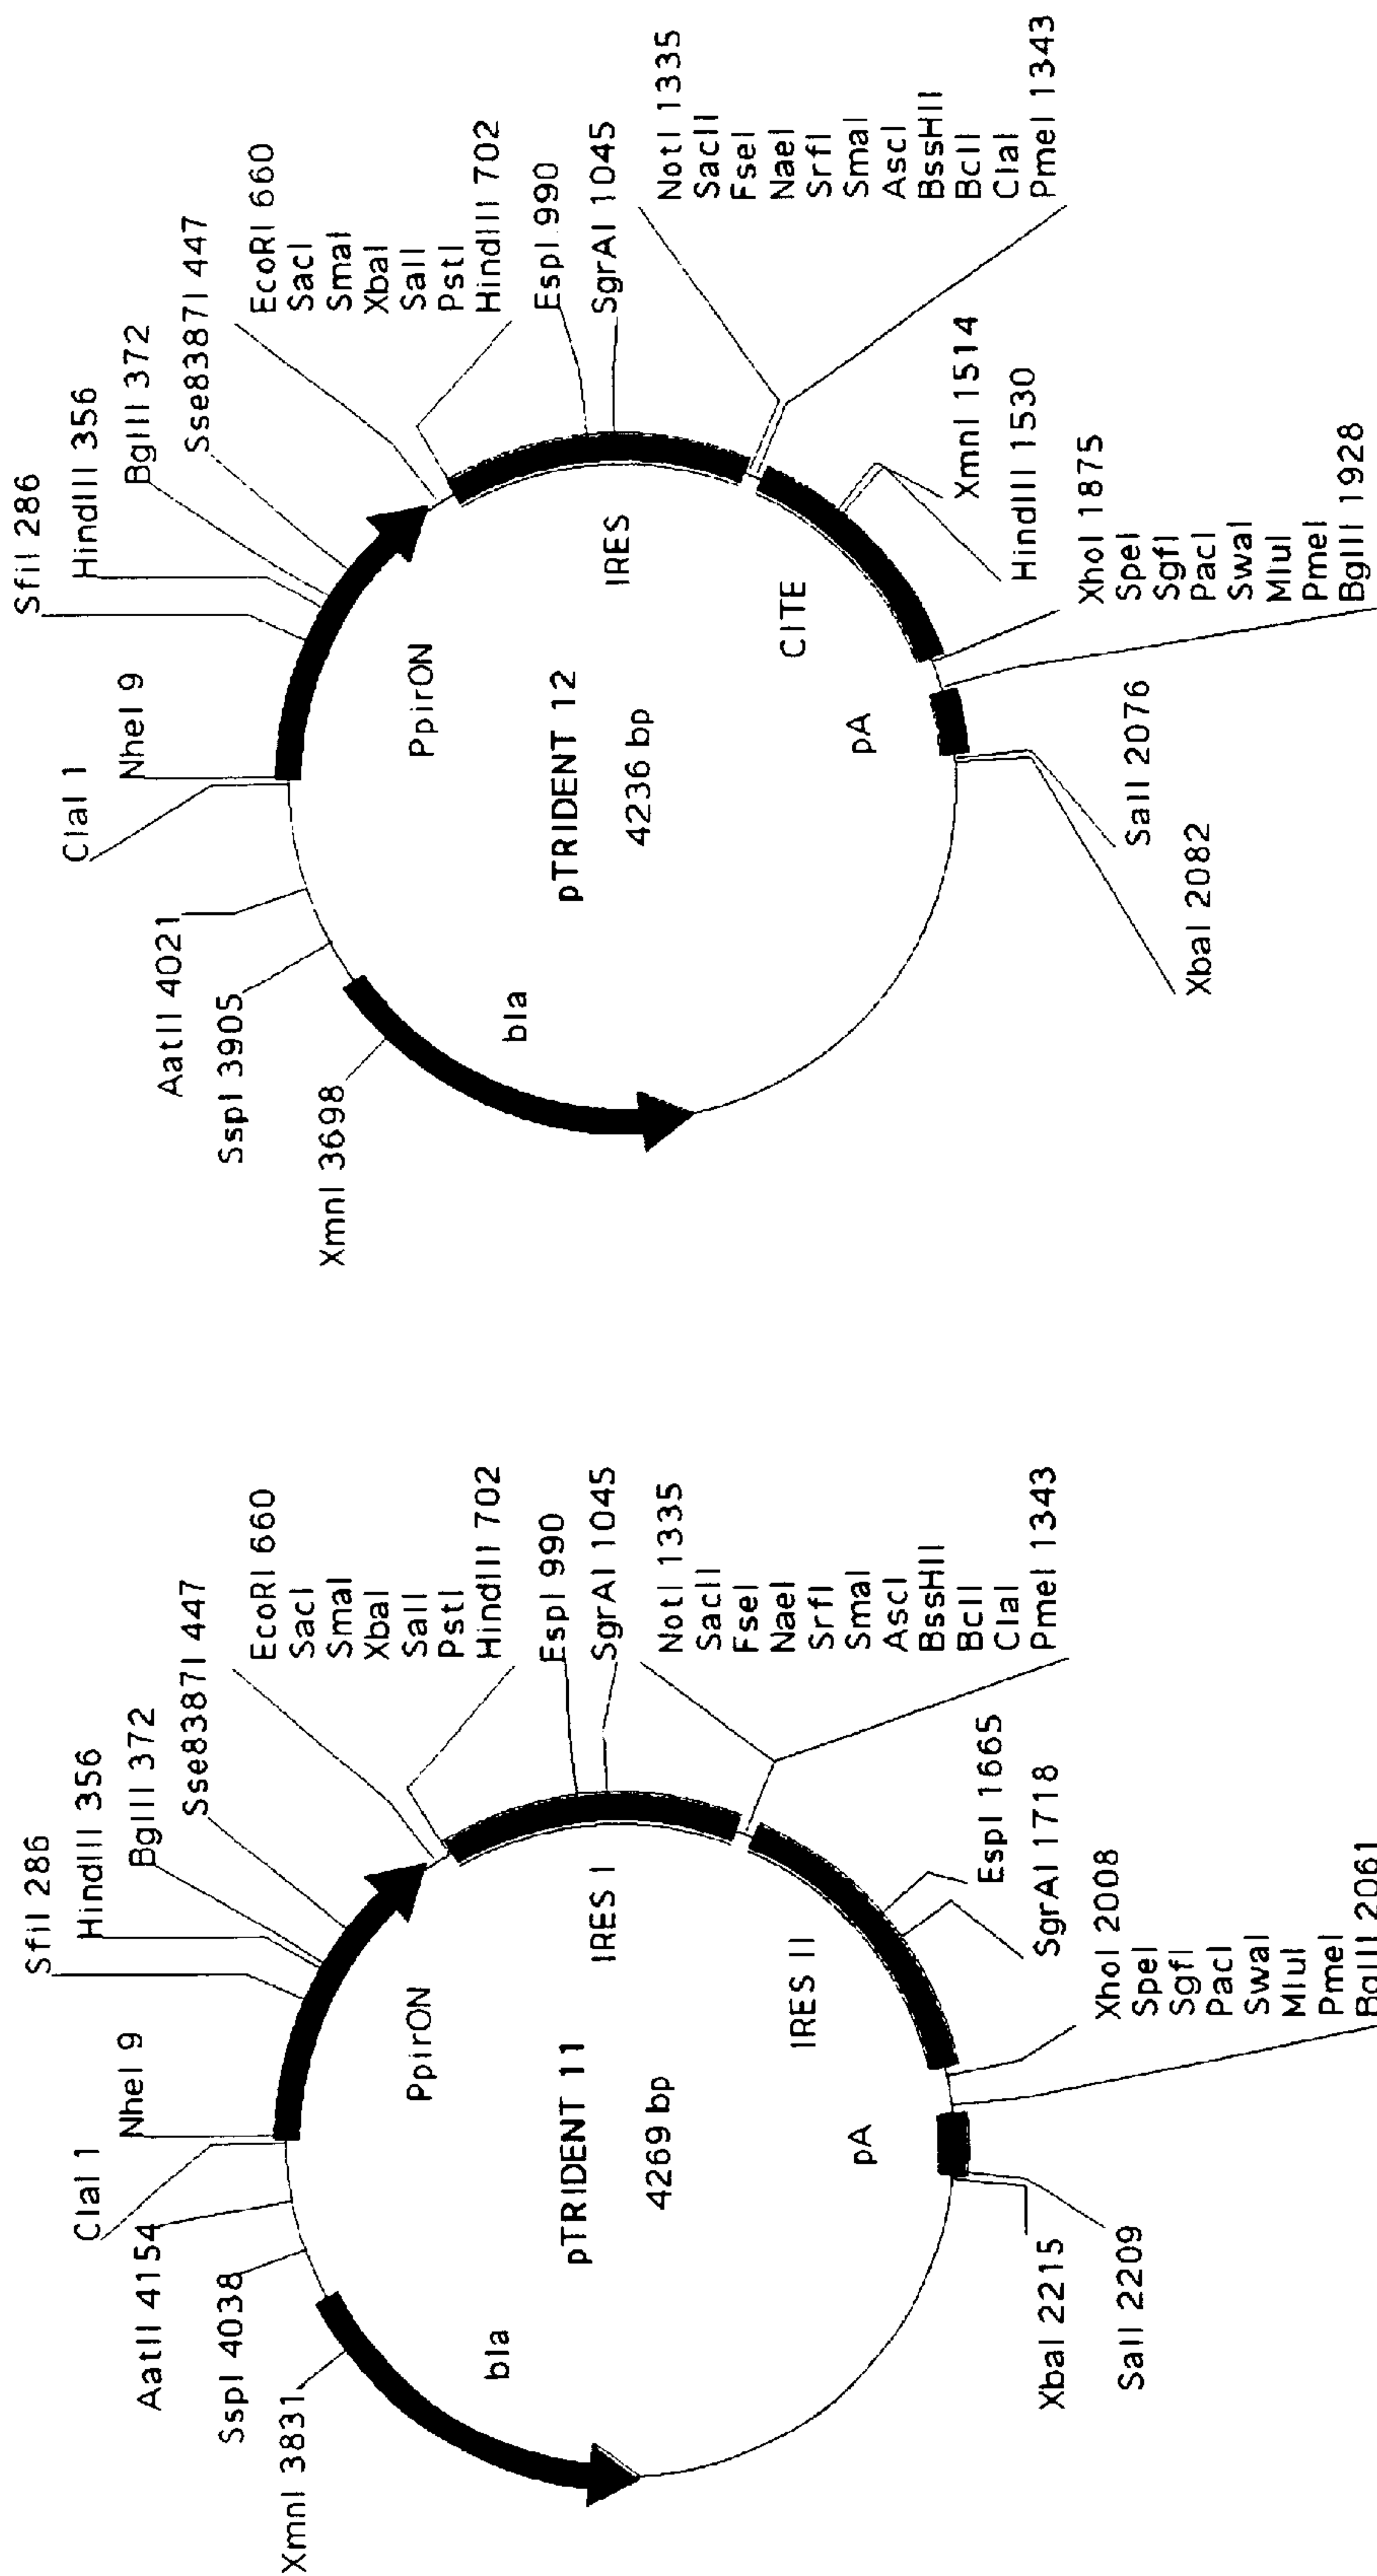 ClaI 1
NheI 9
SfiI 286
HindIII 356
BglII 372
Sse8387I 447
EcoRI 660
SacI
SmaI
XbaI
SalI
PstI
HindIII 702
EspI 990
SgrAI 1045
NotI 1335
SacII
FseI
NaeI
SrfI
SmaI
AscI
BssHII
BclI
ClaI
PmeI 1343
EspI 1665
SgrAI 1718
XhoI 2008
SpeI
SgfI
PacI
SwaI
MluI
PmeI
BglII 2061
SalI 2209
XbaI 2215
XmnI 3831
SspI 4038
AatII 4154
PpirON
IRES I
IRES II
pA
bla
pTRIDENT 11
4269 bp
ClaI 1
NheI 9
SfiI 286
HindIII 356
BglII 372
Sse8387I 447
EcoRI 660
SacI
SmaI
XbaI
SalI
PstI
HindIII 702
EspI 990
SgrAI 1045
NotI 1335
SacII
FseI
NaeI
SrfI
SmaI
AscI
BssHII
BclI
ClaI
PmeI 1343
XmnI 1514
HindIII 1530
XhoI 1875
SpeI
SgfI
PacI
SwaI
MluI
PmeI
BglII 1928
SalI 2076
XbaI 2082
XmnI 3698
SspI 3905
AatII 4021
PpirON
IRES
CITE
pA
bla
pTRIDENT 12
4236 bp